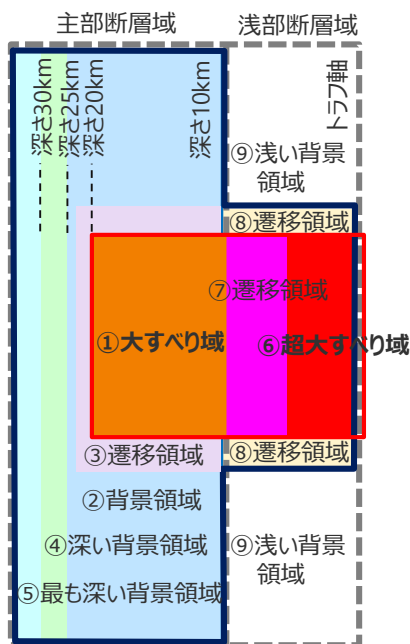 主部断層域
浅部断層域
深さ30km
深さ25km
深さ20km
深さ10km
トラフ軸
⑨浅い背景
領域
⑧遷移領域
⑦遷移領域
①大すべり域
⑥超大すべり域
③遷移領域
⑧遷移領域
②背景領域
④深い背景領域
⑨浅い背景
領域
⑤最も深い背景領域